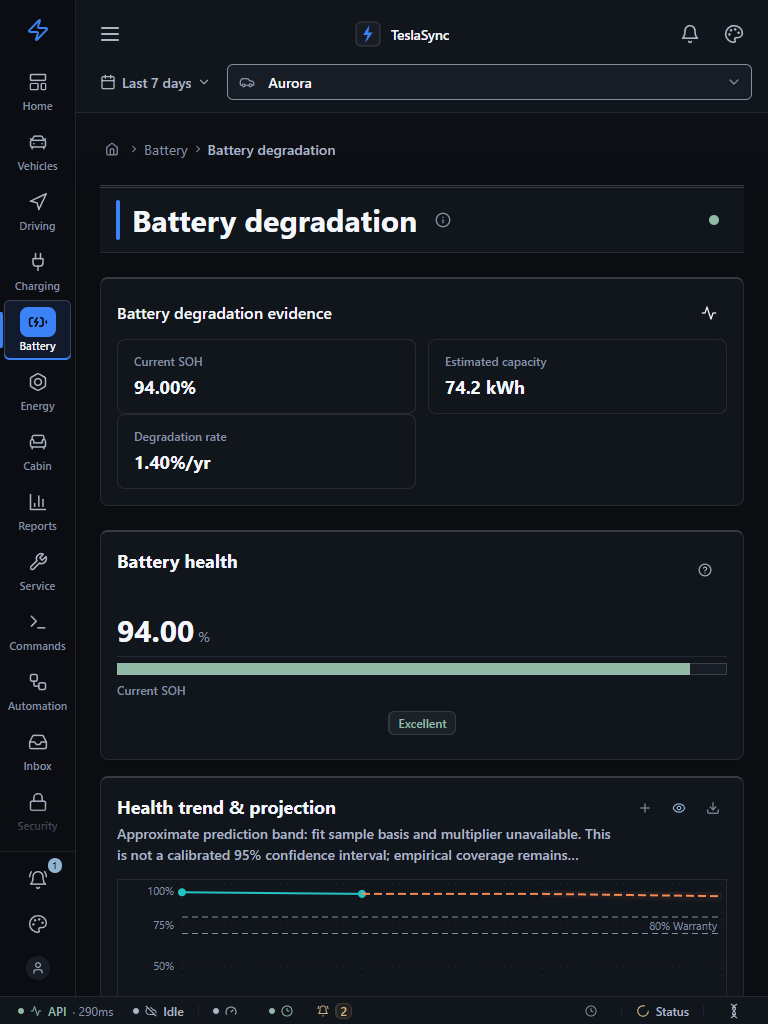 TeslaSync
Last 7 days
Aurora
Home
Vehicles
Driving
Charging
Battery
Energy
Cabin
Reports
Service
Commands
Automation
Inbox
Security
1
Battery
Battery degradation
Battery degradation
Battery degradation evidence
Current SOH
94.00%
Estimated capacity
74.2 kWh
Degradation rate
1.40%/yr
Battery health
94.00 %
Current SOH
Excellent
Health trend & projection
Approximate prediction band: fit sample basis and multiplier unavailable. This
is not a calibrated 95% confidence interval; empirical coverage remains...
100%
75%
80% Warranty
50%
API · 290ms
Idle
2
Status